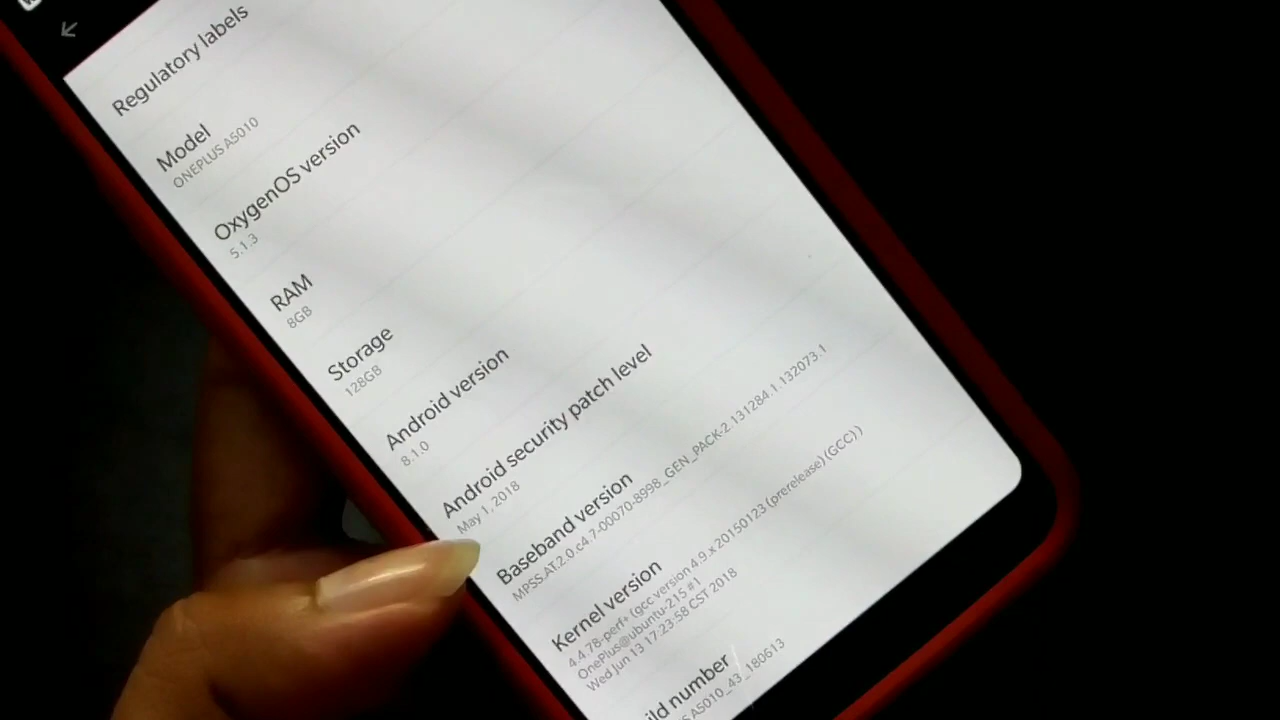 Regulatory labels
Model
ONEPLUS A5010
OxygenOS version
5.1.3
RAM
8GB
Storage
128GB
Android version
8.1.0
Android security patch level
May 1, 2018
Baseband version
MPSS.AT.2.0.c4.7-00070-8998_GEN_PACK-2.131284.1.132073.1
Kernel version
4.4.78-perf+ (gcc version 4.9.x 20150123 (prerelease) (GCC) )
OnePlus@ubuntu-215 #1
Wed Jun 13 17:23:58 CST 2018
ild number
S A5010_43_180613